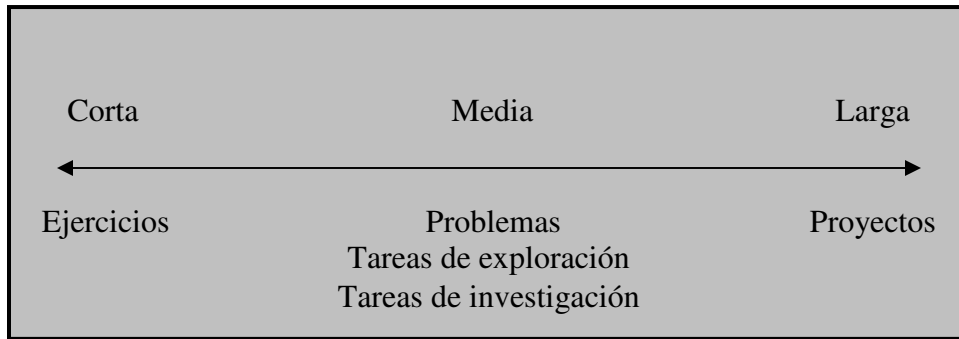 Corta Media Larga
Ejercicios Problemas Proyectos
Tareas de exploración
Tareas de investigación